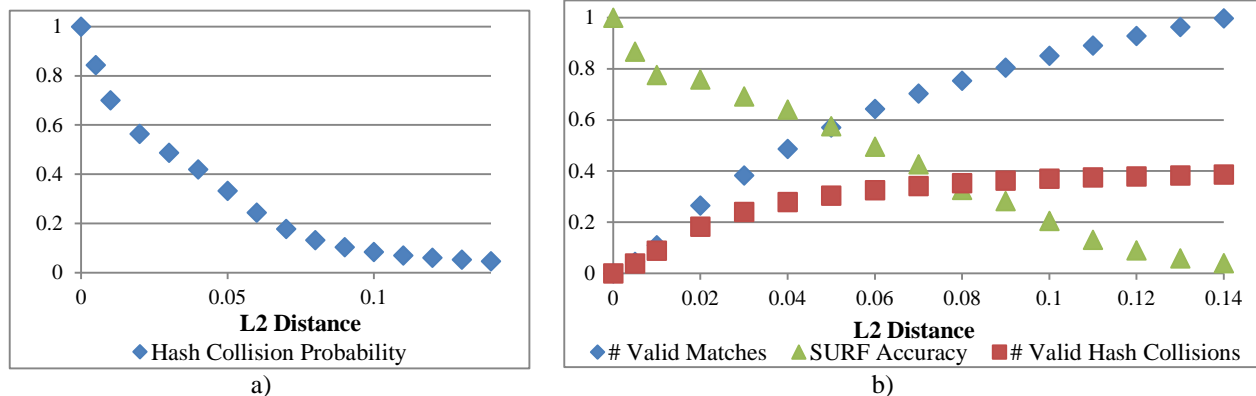 1
0.8
0.6
0.4
0.2
0
0 0.05 0.1
L2 Distance
Hash Collision Probability
a)
1
0.8
0.6
0.4
0.2
0
0 0.02 0.04 0.06 0.08 0.1 0.12 0.14
L2 Distance
# Valid Matches SURF Accuracy # Valid Hash Collisions
b)